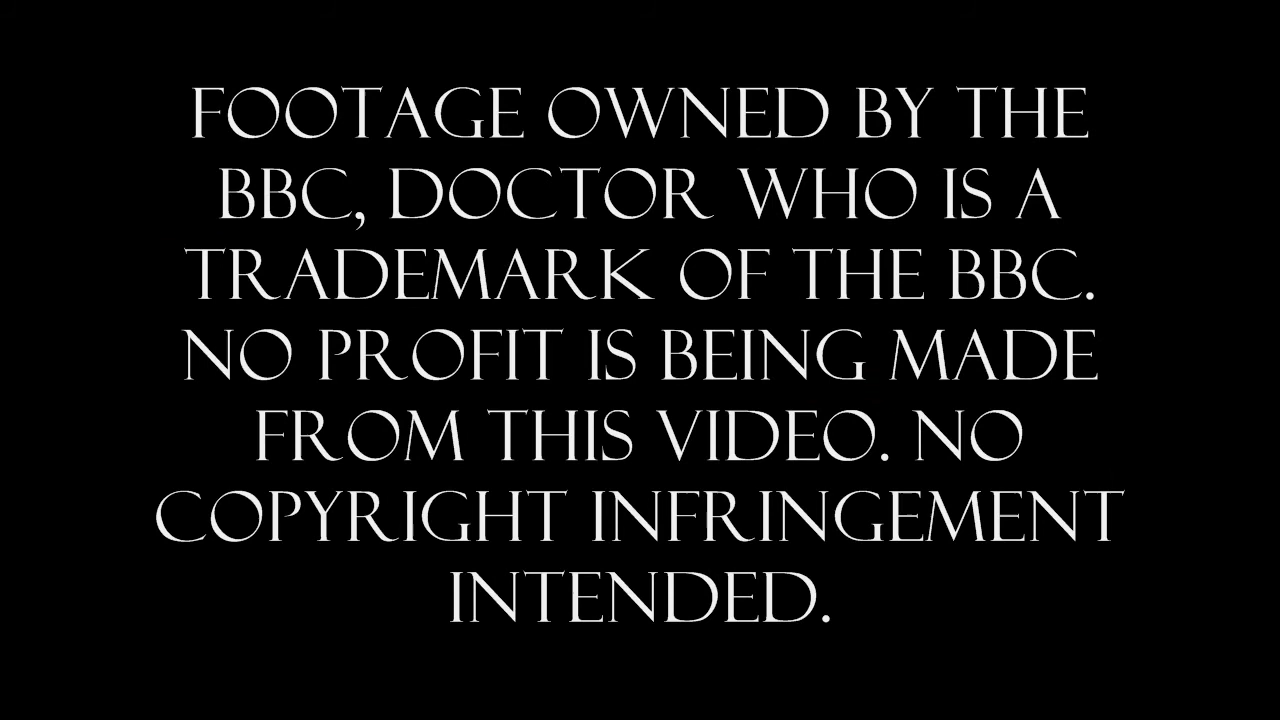 FOOTAGE OWNED BY THE
BBC, DOCTOR WHO IS A
TRADEMARK OF THE BBC.
NO PROFIT IS BEING MADE
FROM THIS VIDEO. NO
COPYRIGHT INFRINGEMENT
INTENDED.